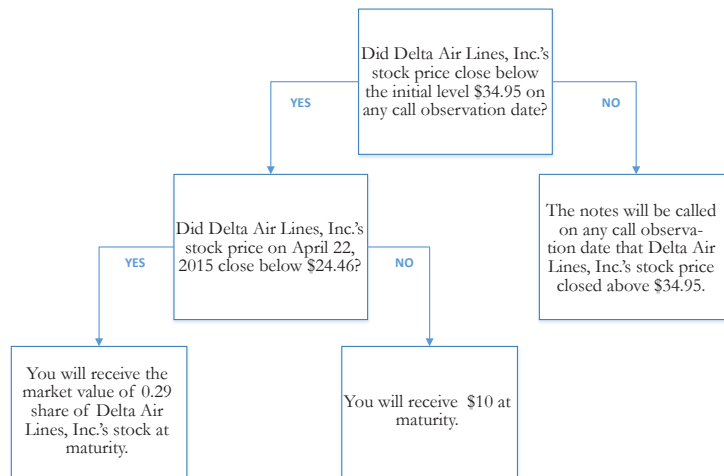 Did Delta Air Lines, Inc.'s
stock price close below
the initial level $34.95 on
any call observation date?
YES
NO
Did Delta Air Lines, Inc.'s
stock price on April 22,
2015 close below $24.46?
The notes will be called
on any call observa-
tion date that Delta Air
Lines, Inc.'s stock price
closed above $34.95.
YES
NO
You will receive the
market value of 0.29
share of Delta Air
Lines, Inc.'s stock at
maturity.
You will receive $10 at
maturity.